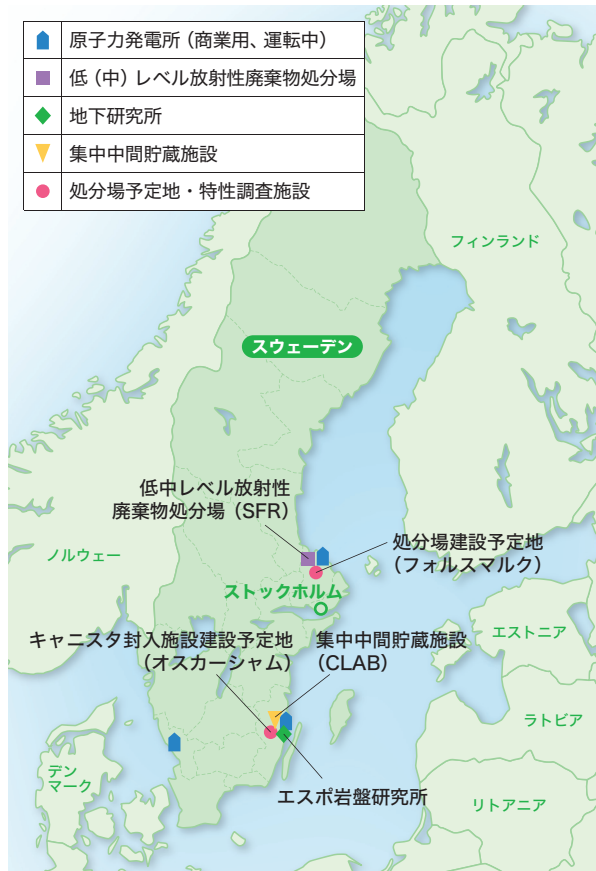 原子力発電所（商業用、運転中）
低（中）レベル放射性廃棄物処分場
地下研究所
集中中間貯蔵施設
処分場予定地・特性調査施設
フィンランド
スウェーデン
低中レベル放射性
廃棄物処分場（SFR）
処分場建設予定地
（フォルスマルク）
ノルウェー
ストックホルム
キャニスタ封入施設建設予定地
（オスカーシャム）
集中中間貯蔵施設
（CLAB）
エストニア
ラトビア
デン
マーク
エスポ岩盤研究所
リトアニア